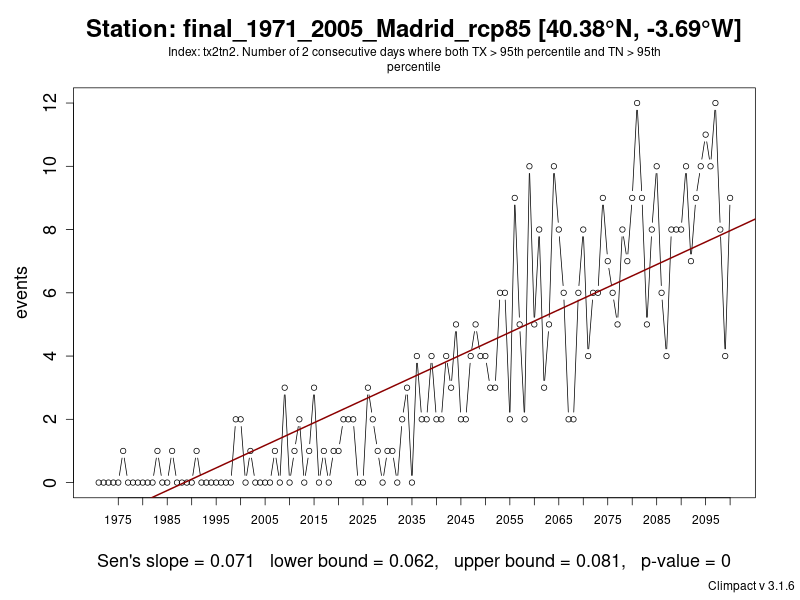 Station: final_1971_2005_Madrid_rcp85 [40.38°N, -3.69°W]
Index: tx2tn2. Number of 2 consecutive days where both TX > 95th percentile and TN > 95th
percentile
12
10
8
6
4
2
0
events
1975 1985 1995 2005 2015 2025 2035 2045 2055 2065 2075 2085 2095
Sen's slope = 0.071 lower bound = 0.062, upper bound = 0.081, p-value = 0
Climpact v 3.1.6